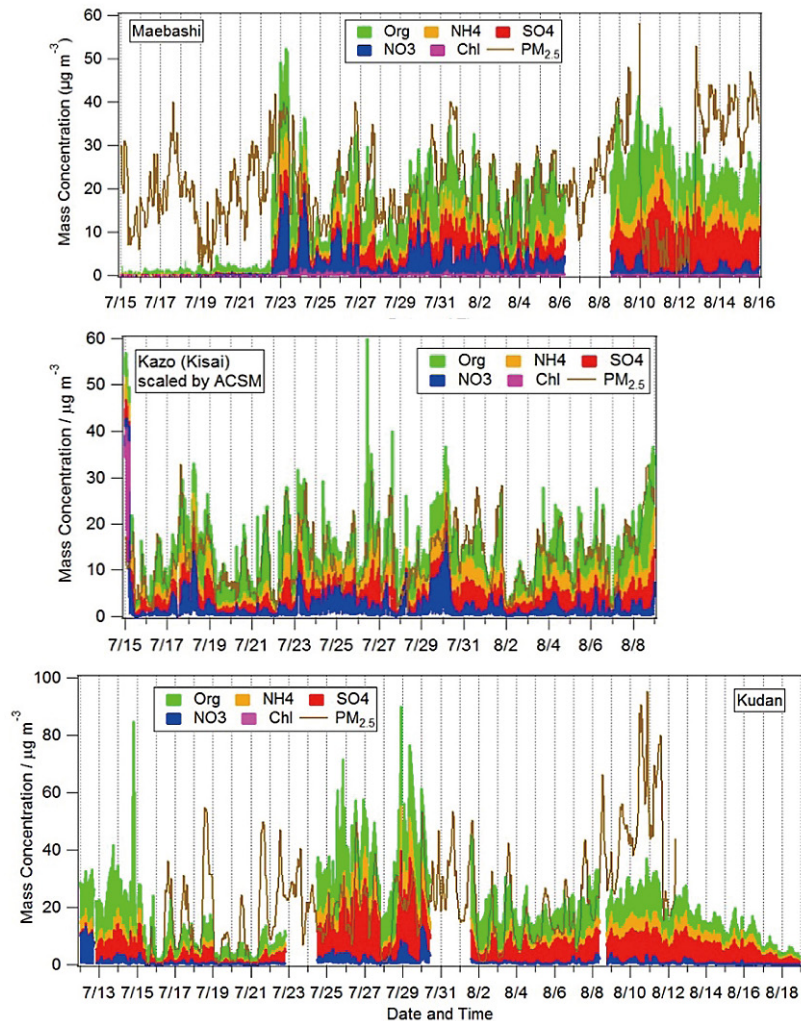 Maebashi
Org NH4 SO4
NO3 Chl PM2.5
Mass Concentration (µg m⁻³)
60
50
40
30
20
10
0
7/15 7/17 7/19 7/21 7/23 7/25 7/27 7/29 7/31 8/2 8/4 8/6 8/8 8/10 8/12 8/14 8/16
Kazo (Kisai)
scaled by ACSM
Org NH4 SO4
NO3 Chl PM2.5
Mass Concentration / µg m⁻³
60
50
40
30
20
10
0
7/15 7/17 7/19 7/21 7/23 7/25 7/27 7/29 7/31 8/2 8/4 8/6 8/8
Kudan
Org NH4 SO4
NO3 Chl PM2.5
Mass Concentration / µg m⁻³
100
80
60
40
20
0
7/13 7/15 7/17 7/19 7/21 7/23 7/25 7/27 7/29 7/31 8/2 8/4 8/6 8/8 8/10 8/12 8/14 8/16 8/18
Date and Time